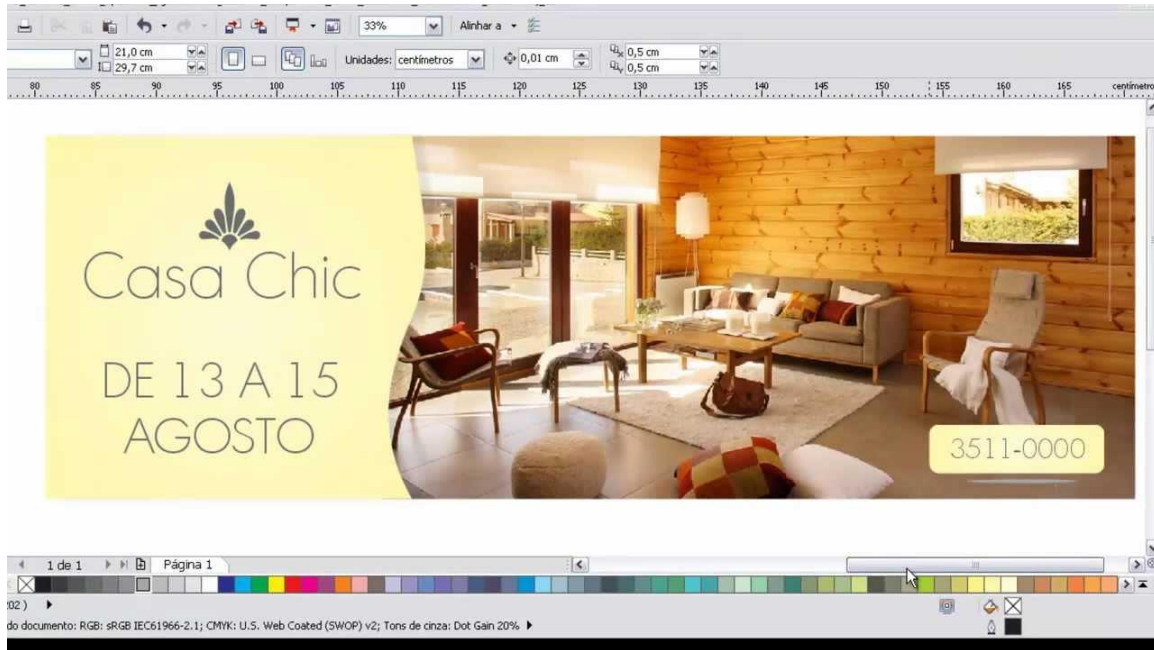 33%
Alinhar a
21,0 cm
29,7 cm
Unidades: centímetros
0,01 cm
0,5 cm
0,5 cm
80 85 90 95 100 105 110 115 120 125 130 135 140 145 150 155 160 165 centímetro
Casa Chic
DE 13 A 15
AGOSTO
3511-0000
1 de 1
Página 1
202 )
do documento: RGB: sRGB IEC61966-2.1; CMYK: U.S. Web Coated (SWOP) v2; Tons de cinza: Dot Gain 20%